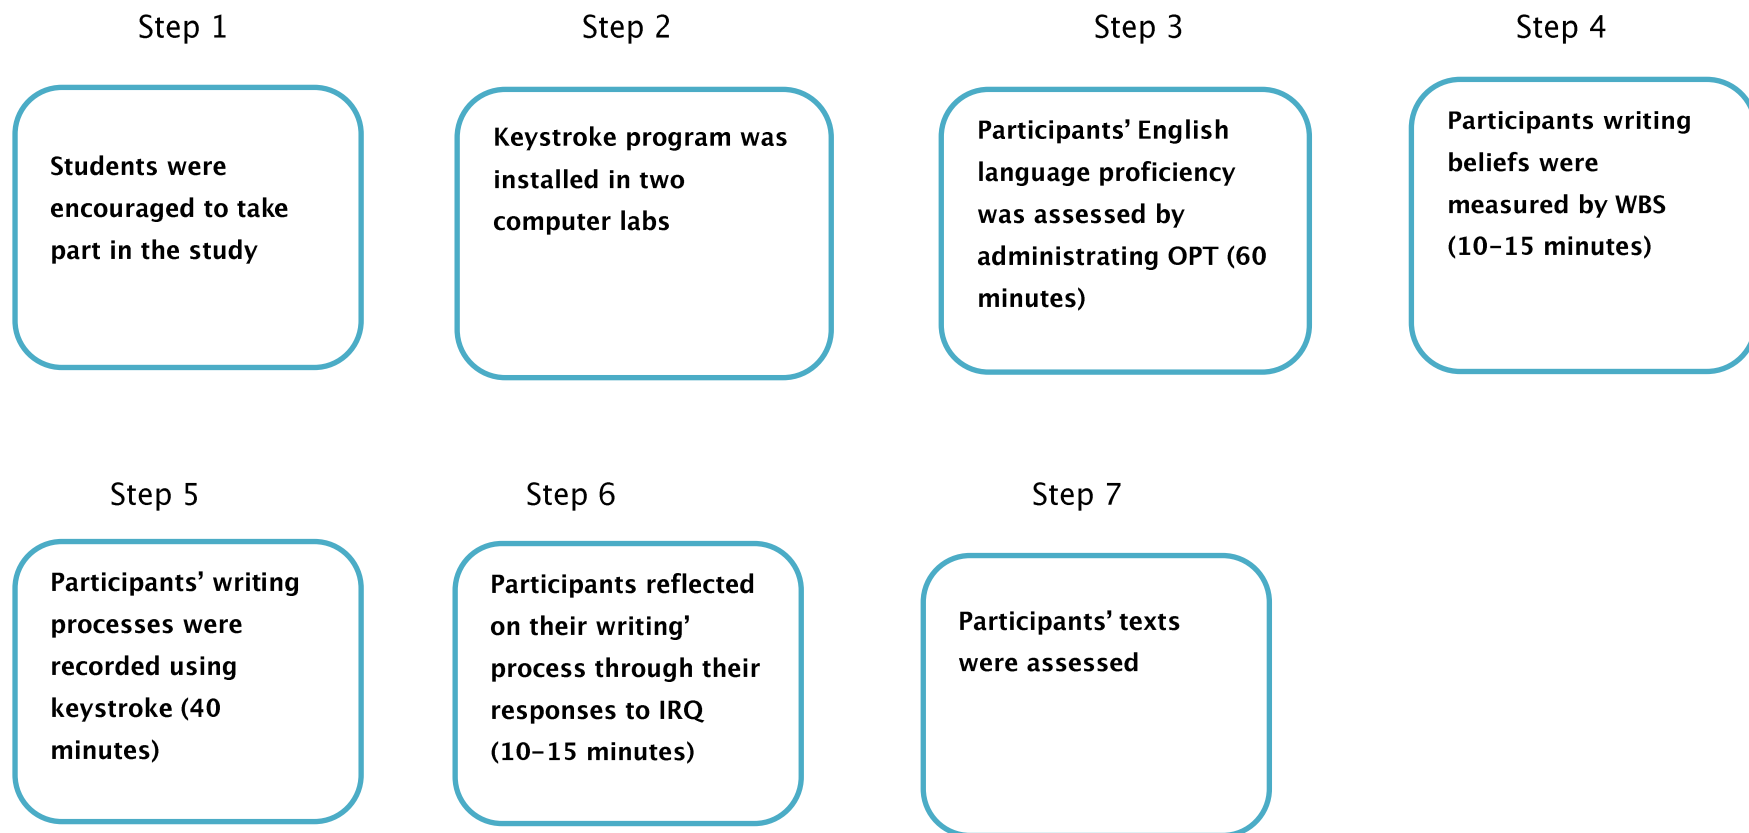 Step 1
Students were
encouraged to take
part in the study
Step 2
Keystroke program was
installed in two
computer labs
Step 3
Participants’ English
language proficiency
was assessed by
administrating OPT (60
minutes)
Step 4
Participants writing
beliefs were
measured by WBS
(10–15 minutes)
Step 5
Participants’ writing
processes were
recorded using
keystroke (40
minutes)
Step 6
Participants reflected
on their writing’
process through their
responses to IRQ
(10–15 minutes)
Step 7
Participants’ texts
were assessed